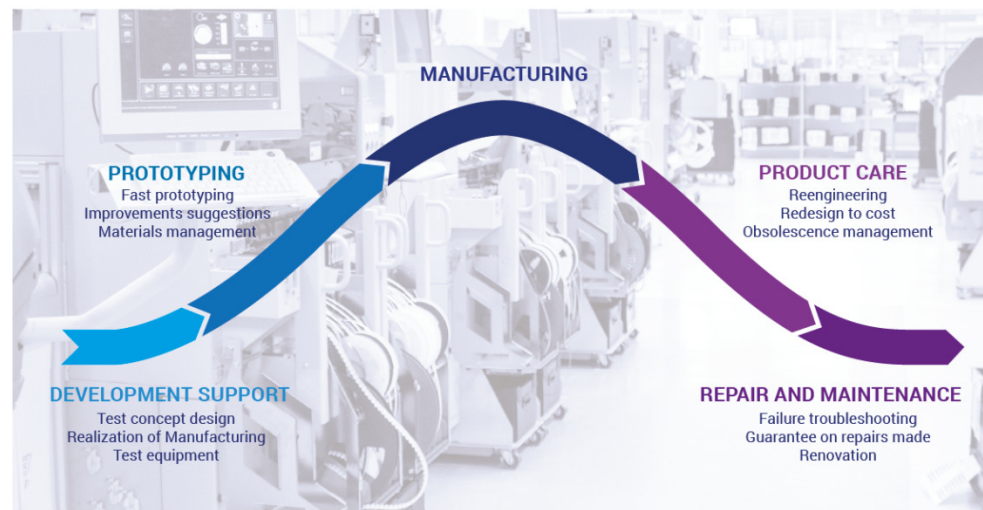 MANUFACTURING
PROTOTYPING
Fast prototyping
Improvements suggestions
Materials management
PRODUCT CARE
Reengineering
Redesign to cost
Obsolescence management
DEVELOPMENT SUPPORT
Test concept design
Realization of Manufacturing
Test equipment
REPAIR AND MAINTENANCE
Failure troubleshooting
Guarantee on repairs made
Renovation